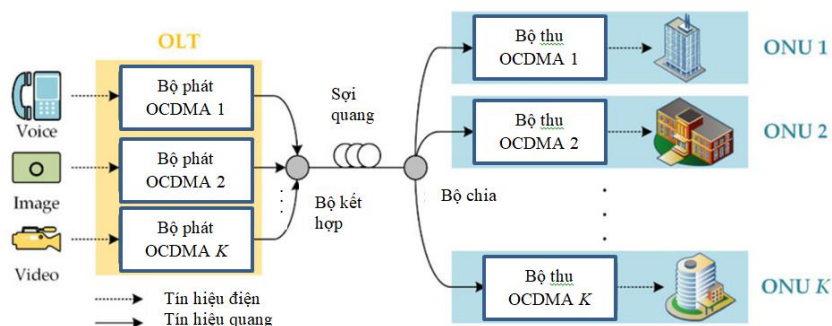 OLT
Bộ phát
OCDMA 1
Voice
Bộ phát
OCDMA 2
Image
Bộ phát
OCDMA K
Video
Sợi
quang
Bộ kết
hợp
Bộ chia
Bộ thu
OCDMA 1
ONU 1
Bộ thu
OCDMA 2
ONU 2
Bộ thu
OCDMA K
ONU K
Tín hiệu điện
Tín hiệu quang